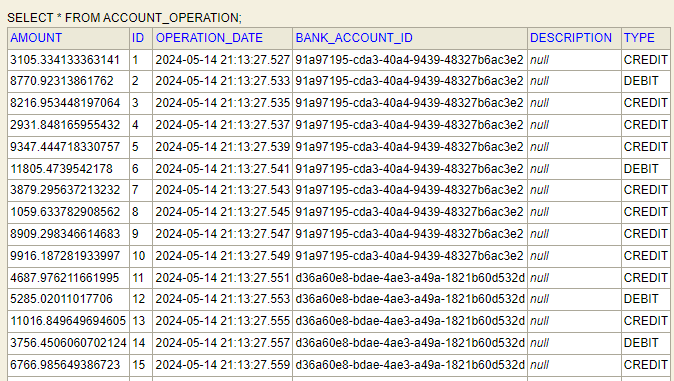 SELECT * FROM ACCOUNT_OPERATION;
AMOUNT ID OPERATION_DATE BANK_ACCOUNT_ID DESCRIPTION TYPE
3105.334133363141 1 2024-05-14 21:13:27.527 91a97195-cda3-40a4-9439-48327b6ac3e2 null CREDIT
8770.92313861762 2 2024-05-14 21:13:27.533 91a97195-cda3-40a4-9439-48327b6ac3e2 null DEBIT
8216.953448197064 3 2024-05-14 21:13:27.535 91a97195-cda3-40a4-9439-48327b6ac3e2 null CREDIT
2931.848165955432 4 2024-05-14 21:13:27.537 91a97195-cda3-40a4-9439-48327b6ac3e2 null CREDIT
9347.444718330757 5 2024-05-14 21:13:27.539 91a97195-cda3-40a4-9439-48327b6ac3e2 null CREDIT
11805.4739542178 6 2024-05-14 21:13:27.541 91a97195-cda3-40a4-9439-48327b6ac3e2 null DEBIT
3879.295637213232 7 2024-05-14 21:13:27.543 91a97195-cda3-40a4-9439-48327b6ac3e2 null CREDIT
1059.633782908562 8 2024-05-14 21:13:27.545 91a97195-cda3-40a4-9439-48327b6ac3e2 null CREDIT
8909.298346614683 9 2024-05-14 21:13:27.547 91a97195-cda3-40a4-9439-48327b6ac3e2 null CREDIT
9916.187281933997 10 2024-05-14 21:13:27.549 91a97195-cda3-40a4-9439-48327b6ac3e2 null CREDIT
4687.976211661995 11 2024-05-14 21:13:27.551 d36a60e8-bdae-4ae3-a49a-1821b60d532d null CREDIT
5285.02011017706 12 2024-05-14 21:13:27.553 d36a60e8-bdae-4ae3-a49a-1821b60d532d null DEBIT
11016.849649694605 13 2024-05-14 21:13:27.555 d36a60e8-bdae-4ae3-a49a-1821b60d532d null CREDIT
3756.4506060702124 14 2024-05-14 21:13:27.557 d36a60e8-bdae-4ae3-a49a-1821b60d532d null DEBIT
6766.985649386723 15 2024-05-14 21:13:27.559 d36a60e8-bdae-4ae3-a49a-1821b60d532d null CREDIT